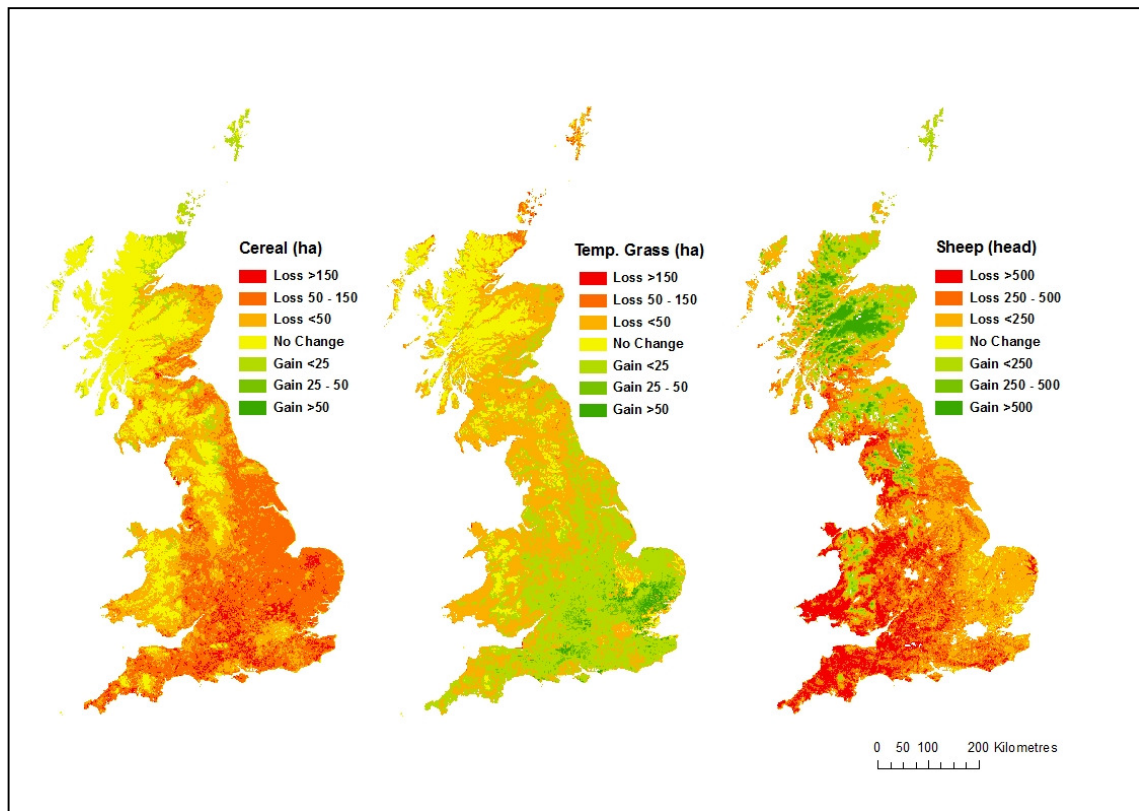 Cereal (ha)
Loss >150
Loss 50 - 150
Loss <50
No Change
Gain <25
Gain 25 - 50
Gain >50
Temp. Grass (ha)
Loss >150
Loss 50 - 150
Loss <50
No Change
Gain <25
Gain 25 - 50
Gain >50
Sheep (head)
Loss >500
Loss 250 - 500
Loss <250
No Change
Gain <250
Gain 250 - 500
Gain >500
0 50 100 200 Kilometres